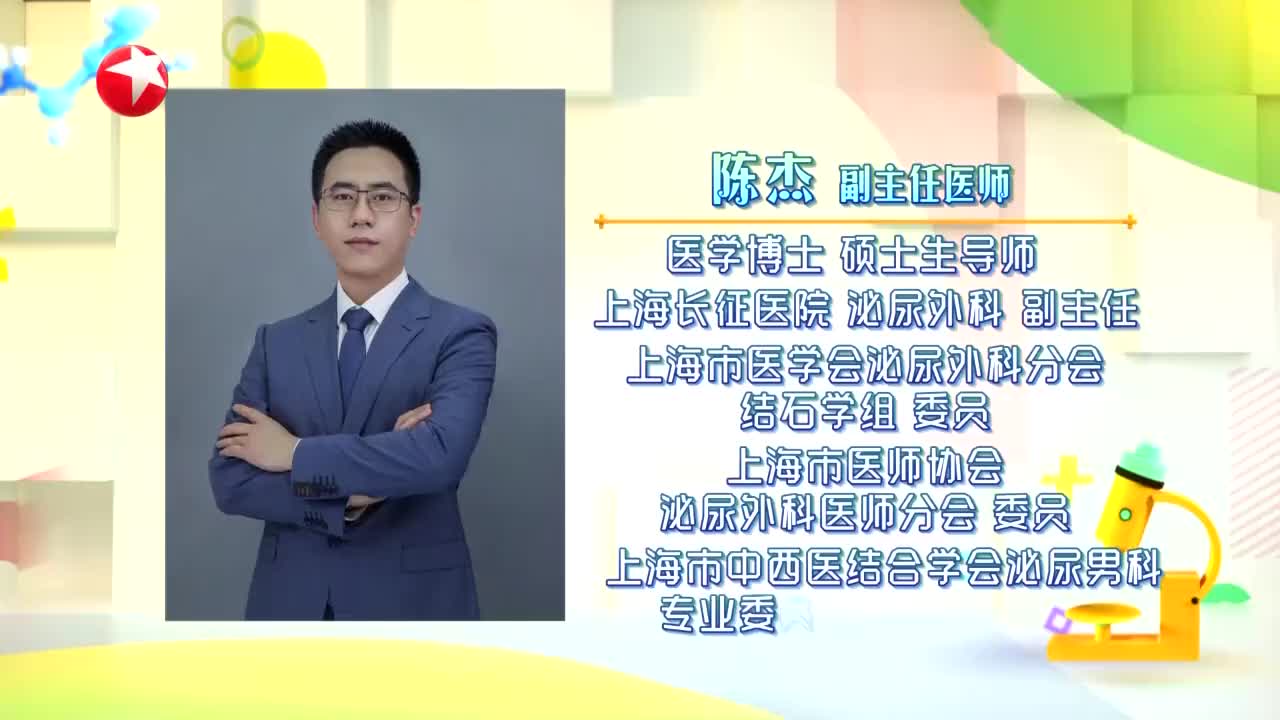 陈杰 副主任医师
医学博士 硕士生导师
上海长征医院 泌尿外科 副主任
上海市医学会泌尿外科分会
结石学组 委员
上海市医师协会
泌尿外科医师分会 委员
上海市中西医结合学会泌尿男科
专业委